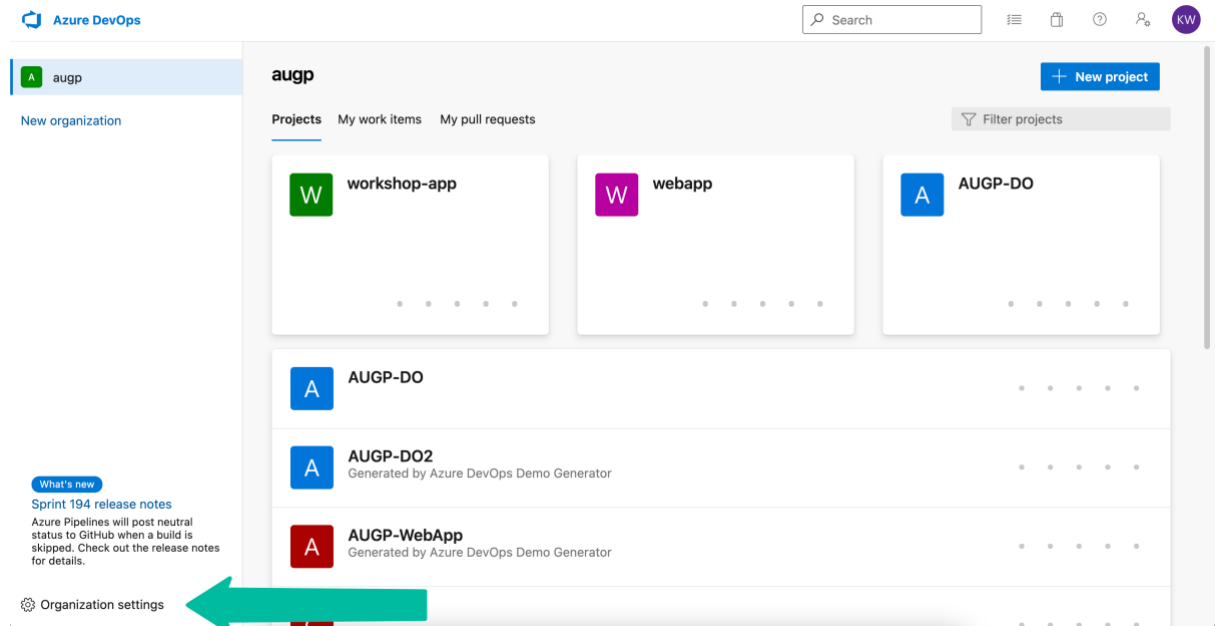 Azure DevOps
Search
KW
A
augp
New organization
augp
New project
Projects
My work items
My pull requests
Filter projects
W
workshop-app
W
webapp
A
AUGP-DO
A
AUGP-DO
A
AUGP-DO2
Generated by Azure DevOps Demo Generator
A
AUGP-WebApp
Generated by Azure DevOps Demo Generator
What's new
Sprint 194 release notes
Azure Pipelines will post neutral
status to GitHub when a build is
skipped. Check out the release notes
for details.
Organization settings